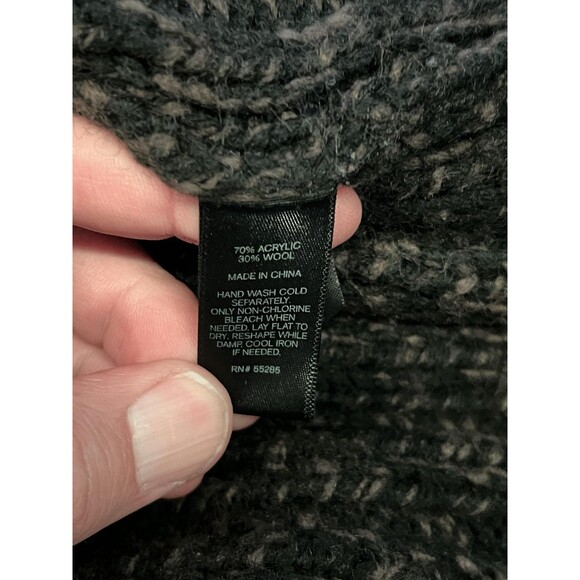 70% ACRYLIC
30% WOOL
MADE IN CHINA
HAND WASH COLD
SEPARATELY.
ONLY NON-CHLORINE
BLEACH WHEN
NEEDED. LAY FLAT TO
DRY. RESHAPE WHILE
DAMP. COOL IRON
IF NEEDED.
RN# 55285